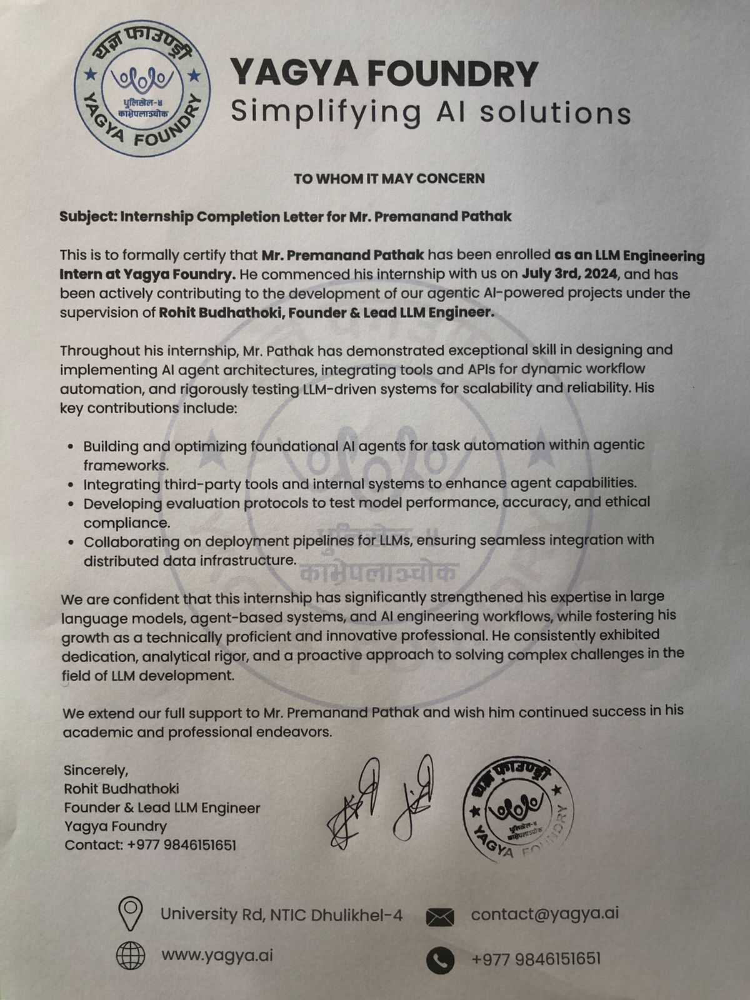 यज्ञ फाउण्ड्री
धुलिखेल-४
काभ्रेपलाञ्चोक
YAGYA FOUNDRY
YAGYA FOUNDRY
Simplifying AI solutions
TO WHOM IT MAY CONCERN
Subject: Internship Completion Letter for Mr. Premanand Pathak
This is to formally certify that Mr. Premanand Pathak has been enrolled as an LLM Engineering
Intern at Yagya Foundry. He commenced his internship with us on July 3rd, 2024, and has
been actively contributing to the development of our agentic AI-powered projects under the
supervision of Rohit Budhathoki, Founder & Lead LLM Engineer.
Throughout his internship, Mr. Pathak has demonstrated exceptional skill in designing and
implementing AI agent architectures, integrating tools and APIs for dynamic workflow
automation, and rigorously testing LLM-driven systems for scalability and reliability. His
key contributions include:
• Building and optimizing foundational AI agents for task automation within agentic
frameworks.
• Integrating third-party tools and internal systems to enhance agent capabilities.
• Developing evaluation protocols to test model performance, accuracy, and ethical
compliance.
• Collaborating on deployment pipelines for LLMs, ensuring seamless integration with
distributed data infrastructure.
धुलिखेल-४
काभ्रेपलाञ्चोक
We are confident that this internship has significantly strengthened his expertise in large
language models, agent-based systems, and AI engineering workflows, while fostering his
growth as a technically proficient and innovative professional. He consistently exhibited
dedication, analytical rigor, and a proactive approach to solving complex challenges in the
field of LLM development.
We extend our full support to Mr. Premanand Pathak and wish him continued success in his
academic and professional endeavors.
Sincerely,
Rohit Budhathoki
Founder & Lead LLM Engineer
Yagya Foundry
Contact: +977 9846151651
यज्ञ फाउण्ड्री
धुलिखेल-४
काभ्रेपलाञ्चोक
YAGYA FOUNDRY
University Rd, NTIC Dhulikhel-4
contact@yagya.ai
www.yagya.ai
+977 9846151651